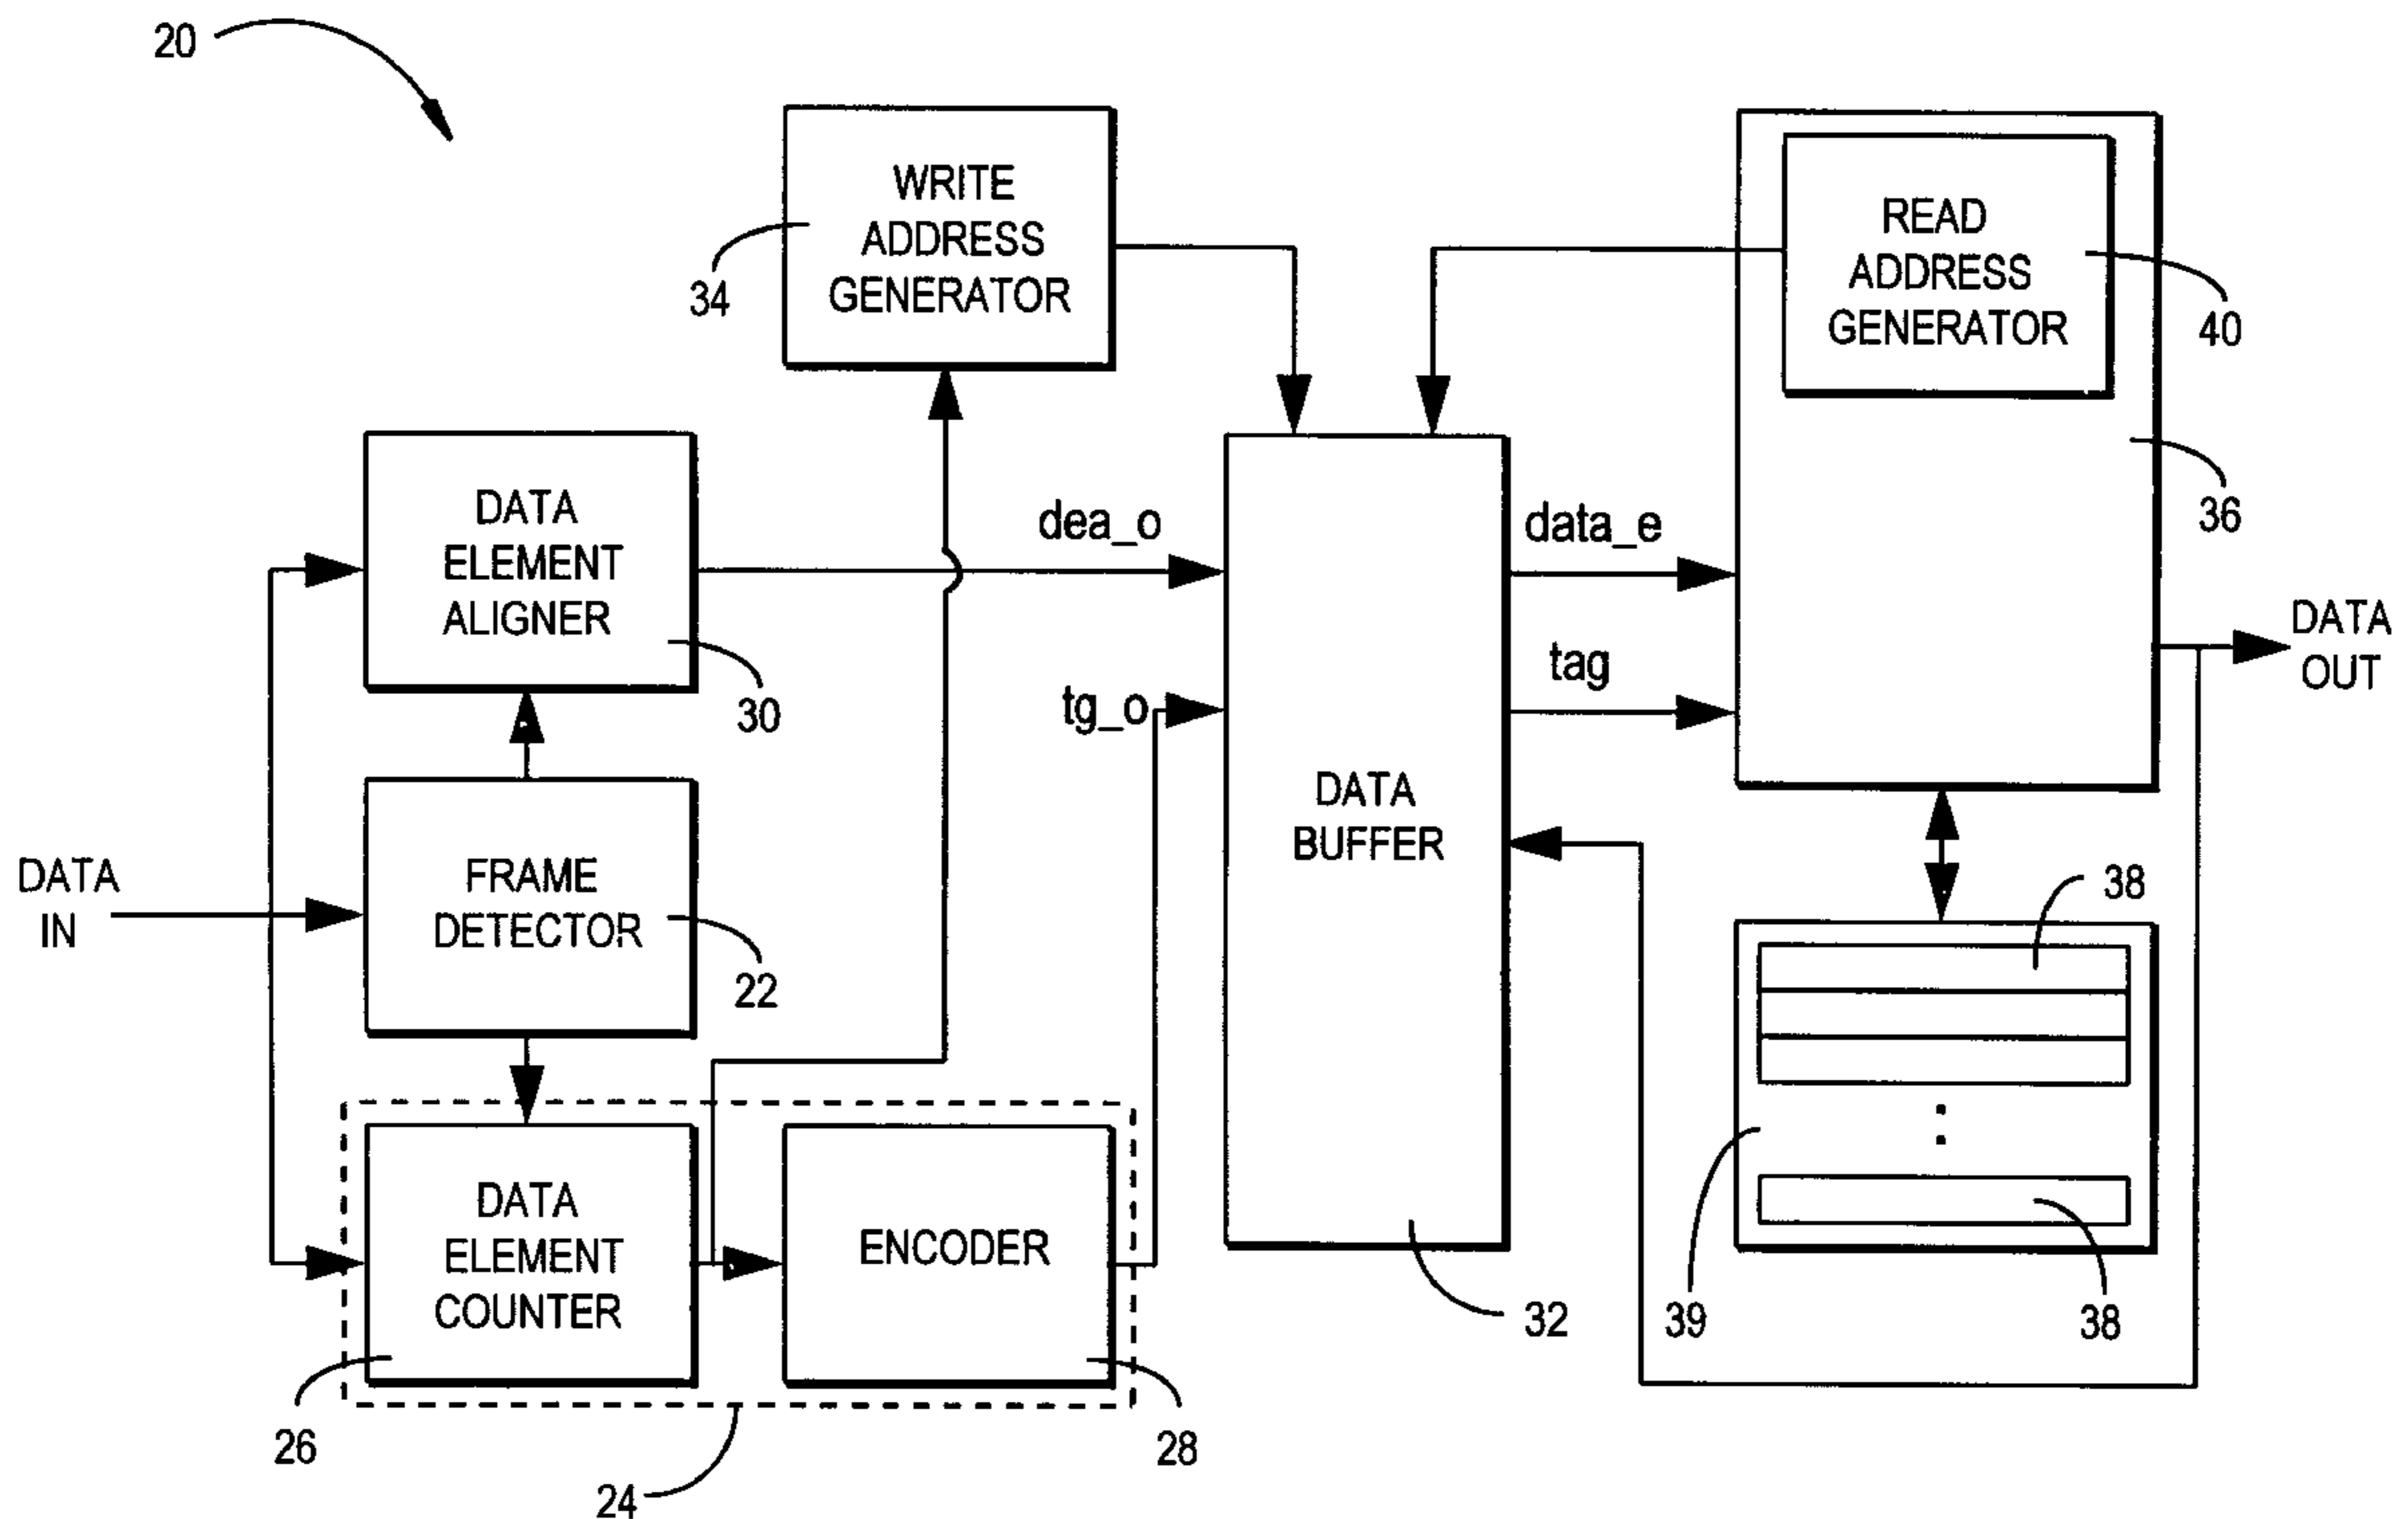 20
WRITE
ADDRESS
GENERATOR
34
READ
ADDRESS
GENERATOR
40
36
DATA
ELEMENT
ALIGNER
30
dea_o
tg_o
data_e
tag
DATA
OUT
DATA
IN
FRAME
DETECTOR
22
DATA
BUFFER
32
38
39
38
DATA
ELEMENT
COUNTER
26
ENCODER
28
24